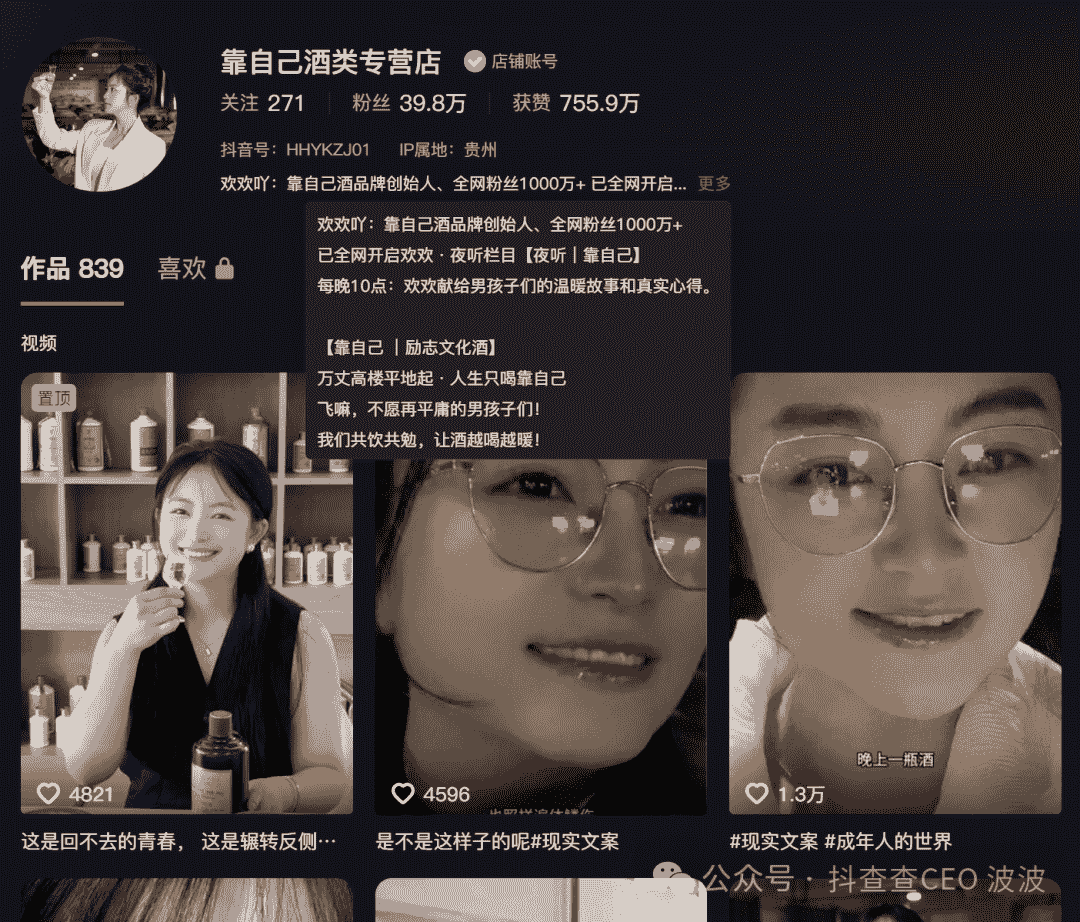 靠自己酒类专营店 店铺账号
关注 271 粉丝 39.8万 获赞 755.9万
抖音号：HHYKZJ01 IP属地：贵州
欢欢吖：靠自己酒品牌创始人、全网粉丝1000万+ 已全网开启... 更多
欢欢吖：靠自己酒品牌创始人、全网粉丝1000万+
已全网开启欢欢 · 夜听栏目【夜听｜靠自己】
每晚10点：欢欢献给男孩子们的温暖故事和真实心得。
【靠自己 ｜励志文化酒】
万丈高楼平地起 · 人生只喝靠自己
飞嘛，不愿再平庸的男孩子们！
我们共饮共勉，让酒越喝越暖！
作品 839 喜欢
视频
置顶
晚上一瓶酒
4821 4596 1.3万
这是回不去的青春， 这是辗转反侧… 是不是这样子的呢#现实文案 #现实文案 #成年人的世界
公众号 · 抖查查CEO 波波